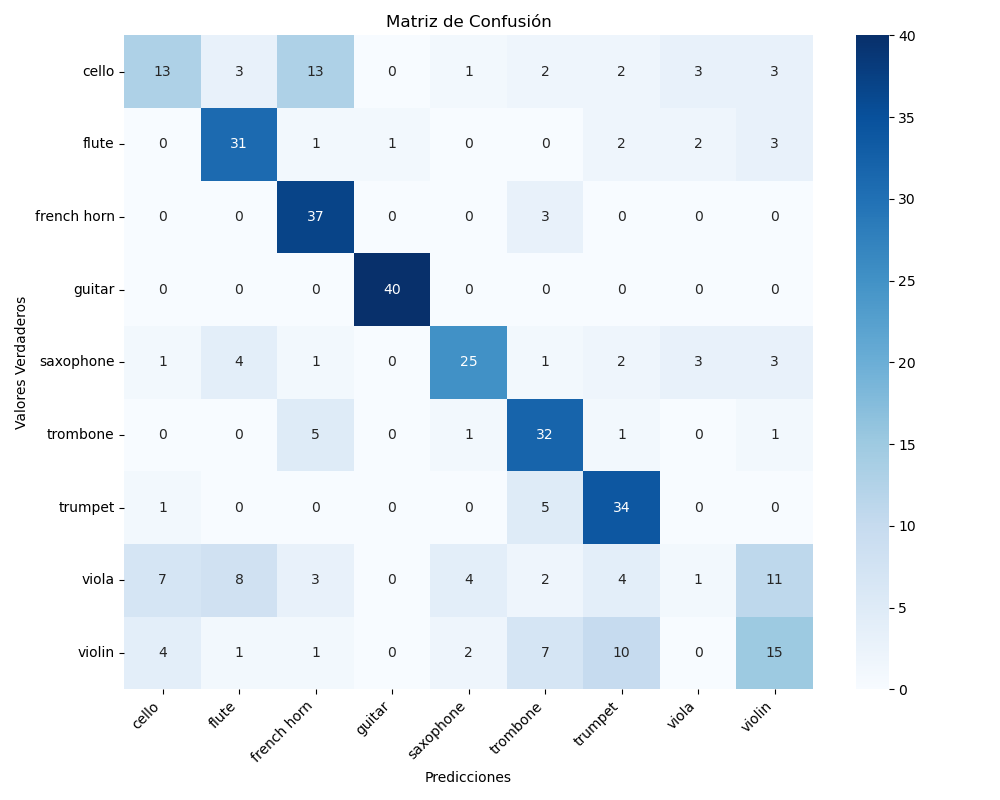 Matriz de Confusión
cello 13 3 13 0 1 2 2 3 3
flute 0 31 1 1 0 0 2 2 3
french horn 0 0 37 0 0 3 0 0 0
guitar 0 0 0 40 0 0 0 0 0
saxophone 1 4 1 0 25 1 2 3 3
trombone 0 0 5 0 1 32 1 0 1
trumpet 1 0 0 0 0 5 34 0 0
viola 7 8 3 0 4 2 4 1 11
violin 4 1 1 0 2 7 10 0 15
cello flute french horn guitar saxophone trombone trumpet viola violin
Predicciones
Valores Verdaderos
40
35
30
25
20
15
10
5
0